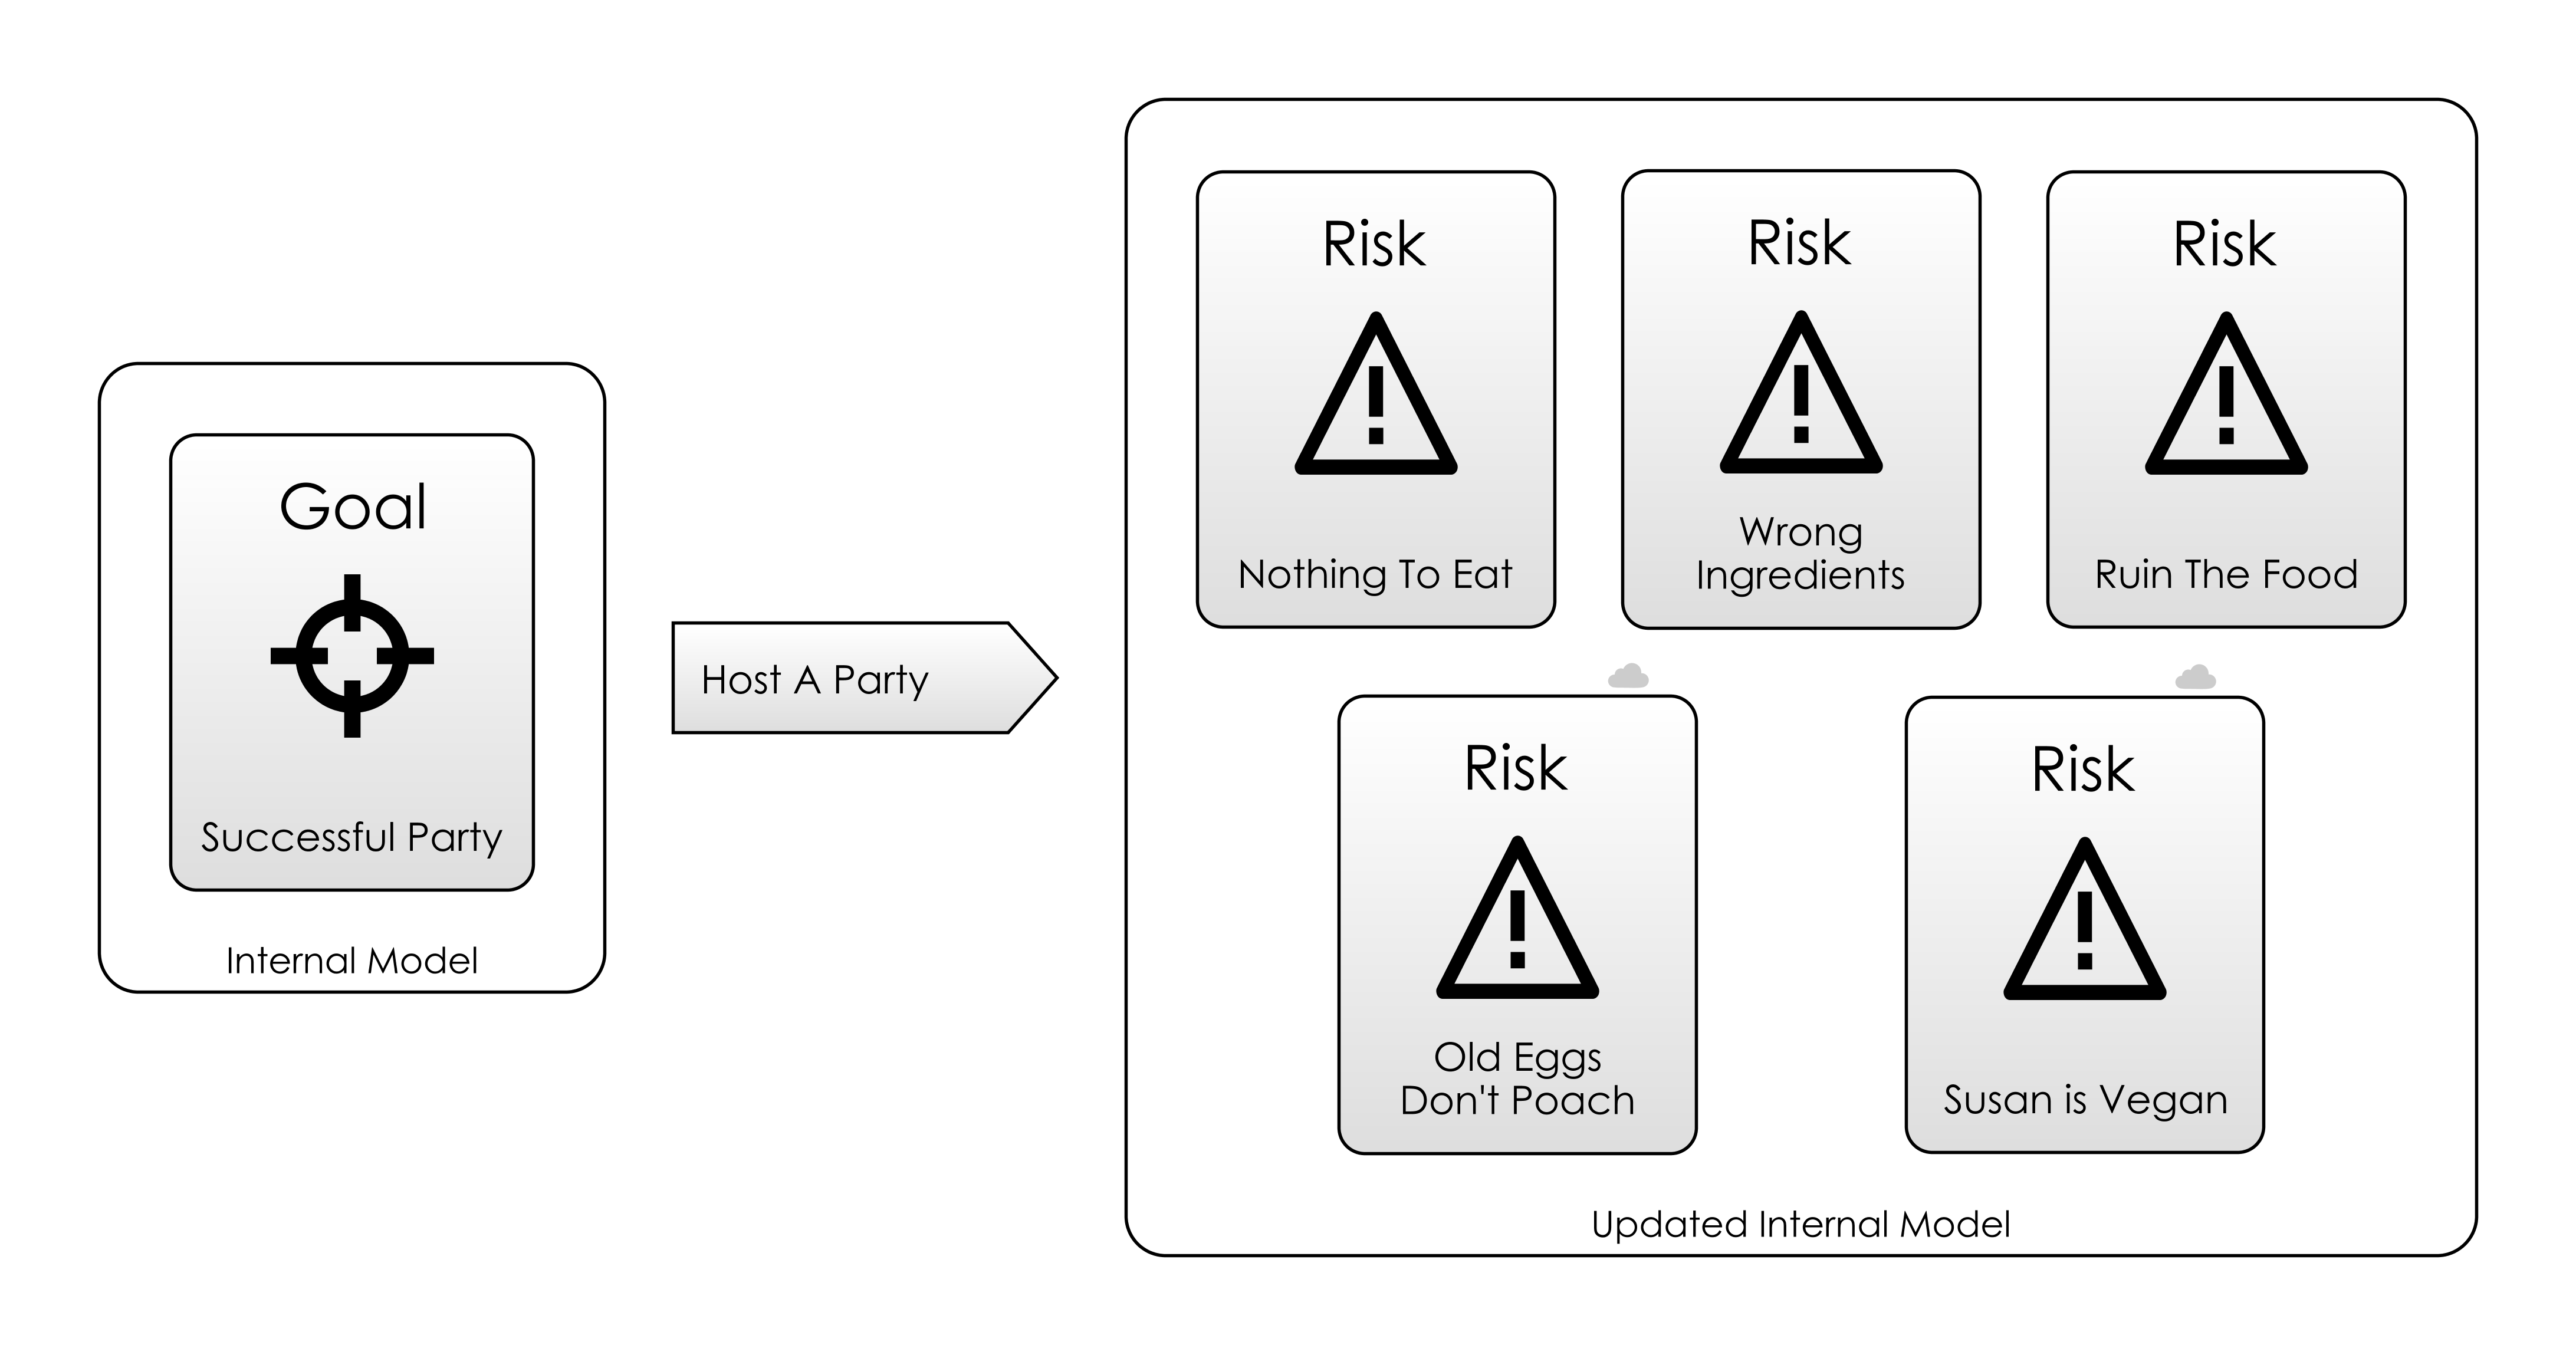 Goal
Successful Party
Internal Model
Host A Party
Risk
Nothing To Eat
Risk
Wrong
Ingredients
Risk
Ruin The Food
Risk
Old Eggs
Don't Poach
Risk
Susan is Vegan
Updated Internal Model